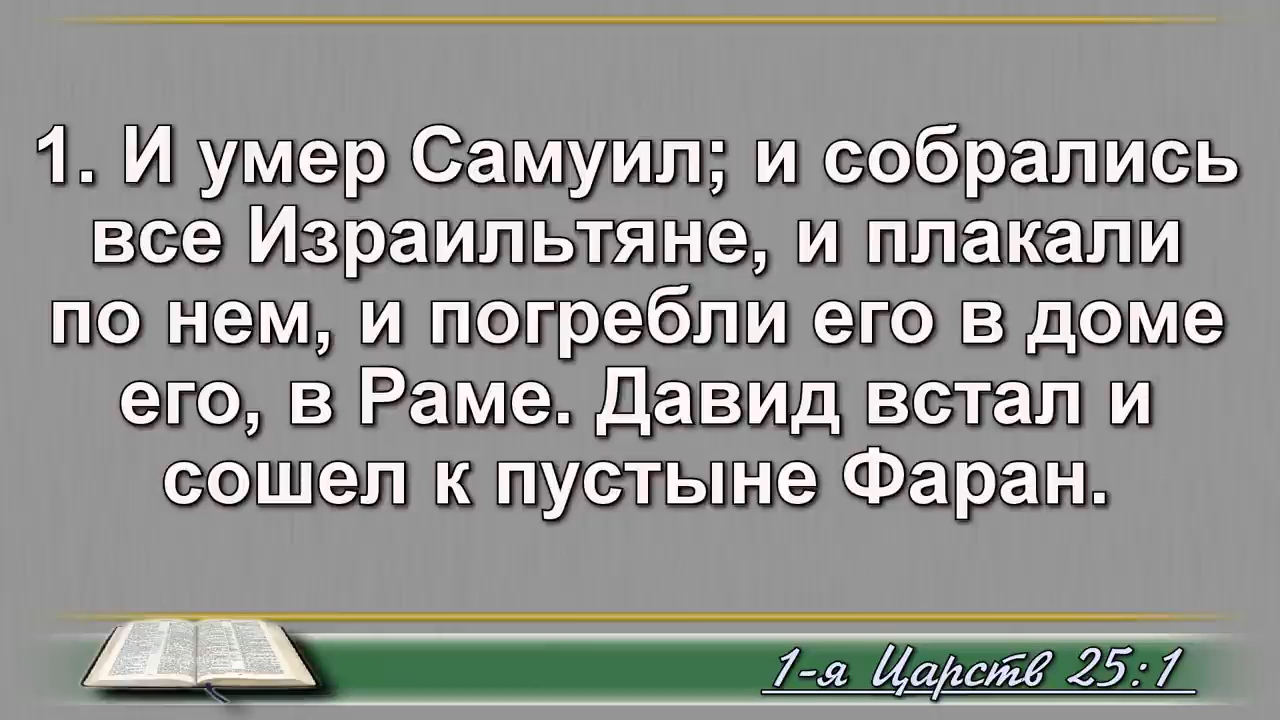 1. И умер Самуил; и собрались
все Израильтяне, и плакали
по нем, и погребли его в доме
его, в Раме. Давид встал и
сошел к пустыне Фаран.
1-я Царств 25:1